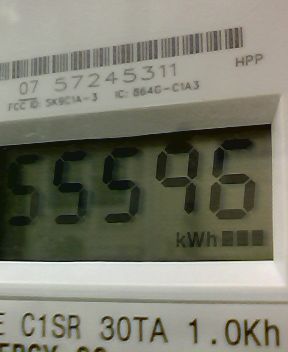 07 57245311
HPP
FCC ID: SK9C1A-3 IC: 864G-C1A3
55596
kWh
C1SR 30TA 1.0Kh